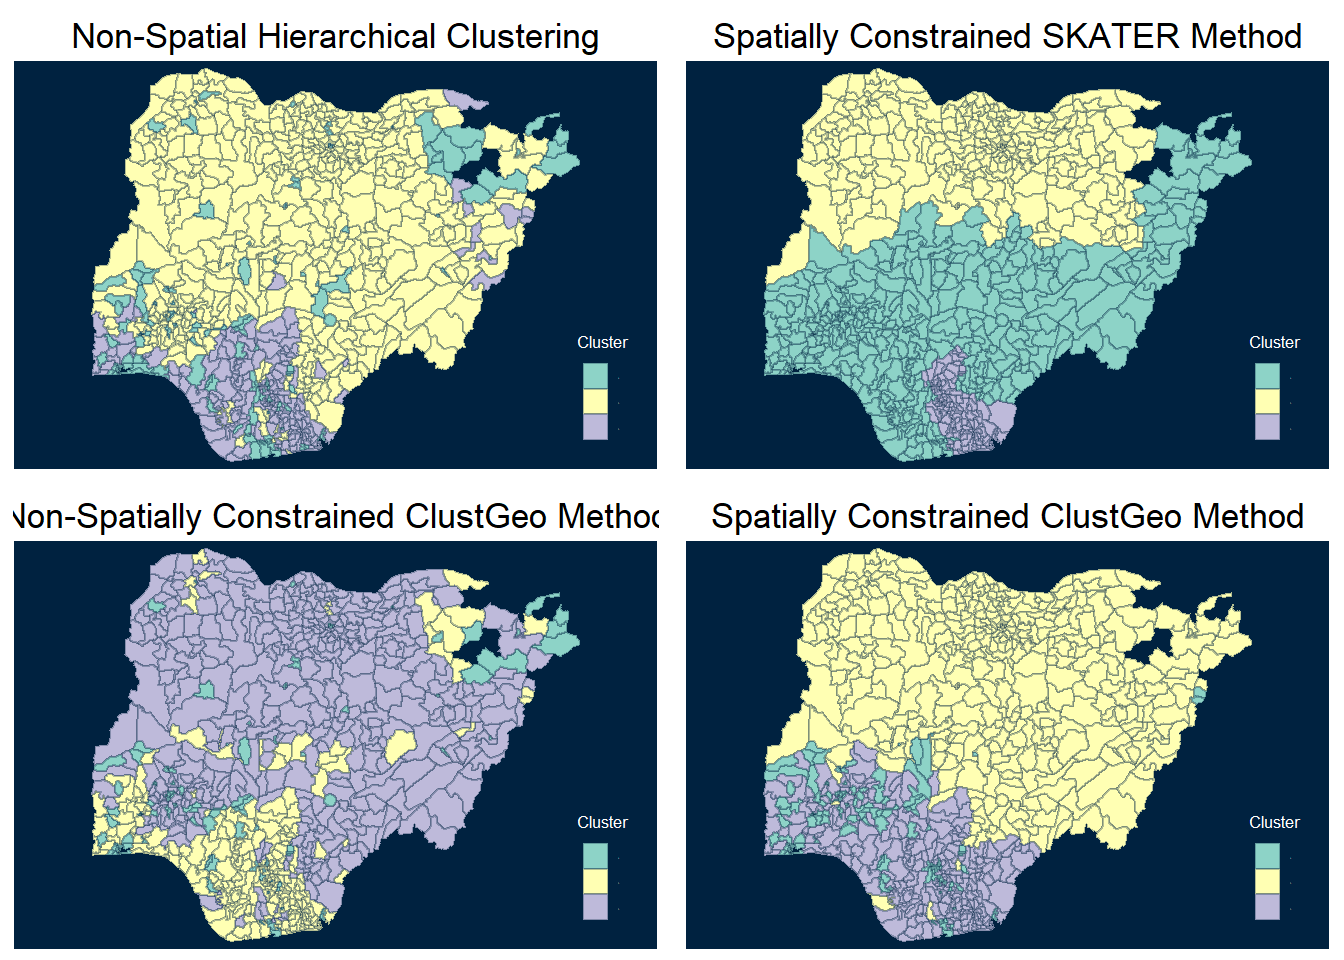 Non-Spatial Hierarchical Clustering
Spatially Constrained SKATER Method
Cluster
Cluster
Non-Spatially Constrained ClustGeo Method
Spatially Constrained ClustGeo Method
Cluster
Cluster